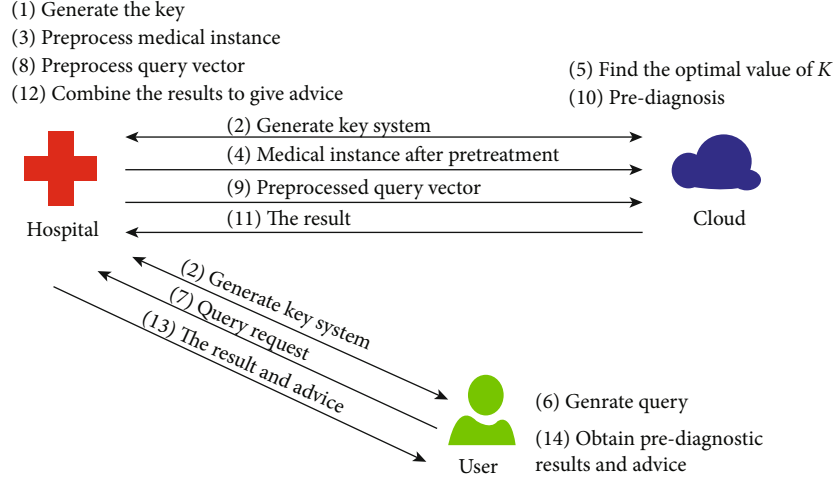 (1) Generate the key
(3) Preprocess medical instance
(8) Preprocess query vector
(12) Combine the results to give advice
(5) Find the optimal value of K
(10) Pre-diagnosis
(2) Generate key system
(4) Medical instance after pretreatment
(9) Preprocessed query vector
(11) The result
Hospital
Cloud
(2) Generate key system
(7) Query request
(13) The result and advice
(6) Genrate query
(14) Obtain pre-diagnostic
results and advice
User